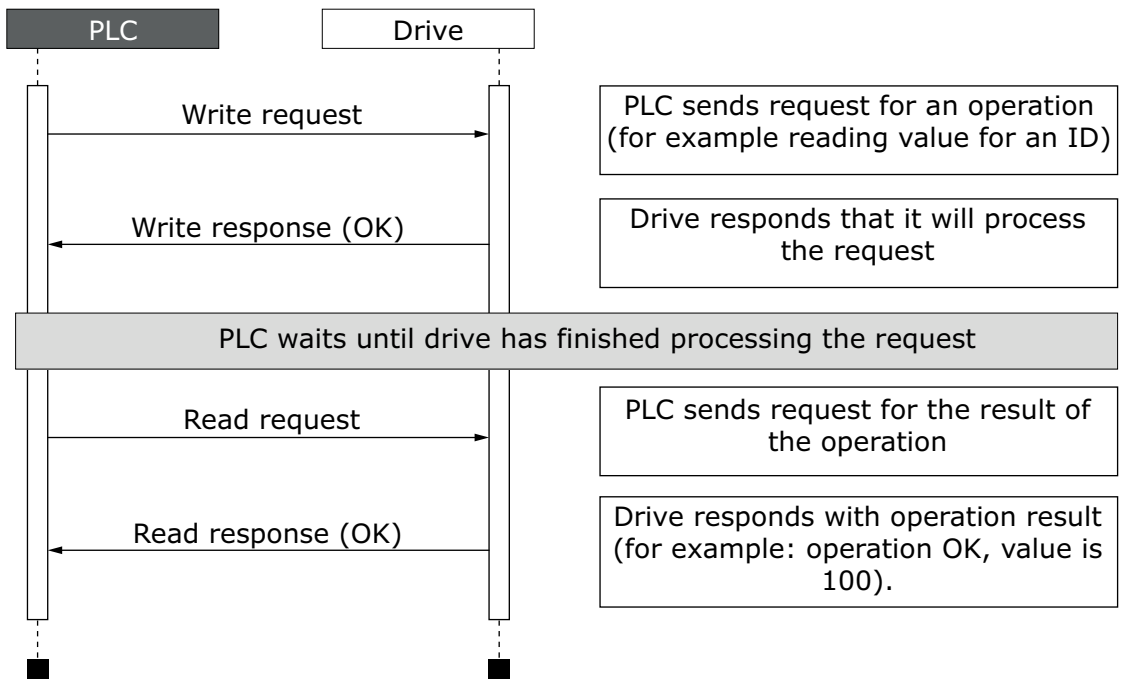 PLC
Drive
Write request
PLC sends request for an operation
(for example reading value for an ID)
Write response (OK)
Drive responds that it will process
the request
PLC waits until drive has finished processing the request
Read request
PLC sends request for the result of
the operation
Read response (OK)
Drive responds with operation result
(for example: operation OK, value is
100).